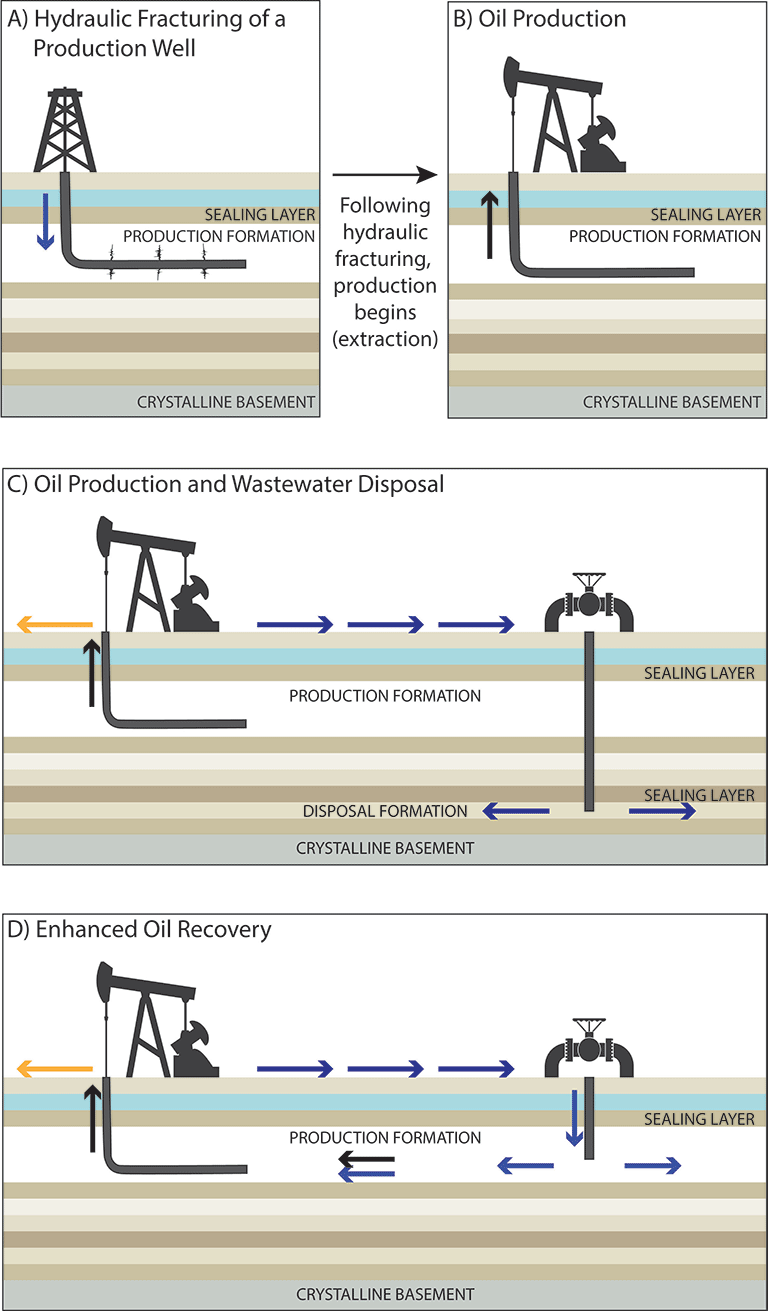 A) Hydraulic Fracturing of a
Production Well
SEALING LAYER
PRODUCTION FORMATION
CRYSTALLINE BASEMENT
Following
hydraulic
fracturing,
production
begins
(extraction)
B) Oil Production
SEALING LAYER
PRODUCTION FORMATION
CRYSTALLINE BASEMENT
C) Oil Production and Wastewater Disposal
SEALING LAYER
PRODUCTION FORMATION
SEALING LAYER
DISPOSAL FORMATION
CRYSTALLINE BASEMENT
D) Enhanced Oil Recovery
SEALING LAYER
PRODUCTION FORMATION
CRYSTALLINE BASEMENT